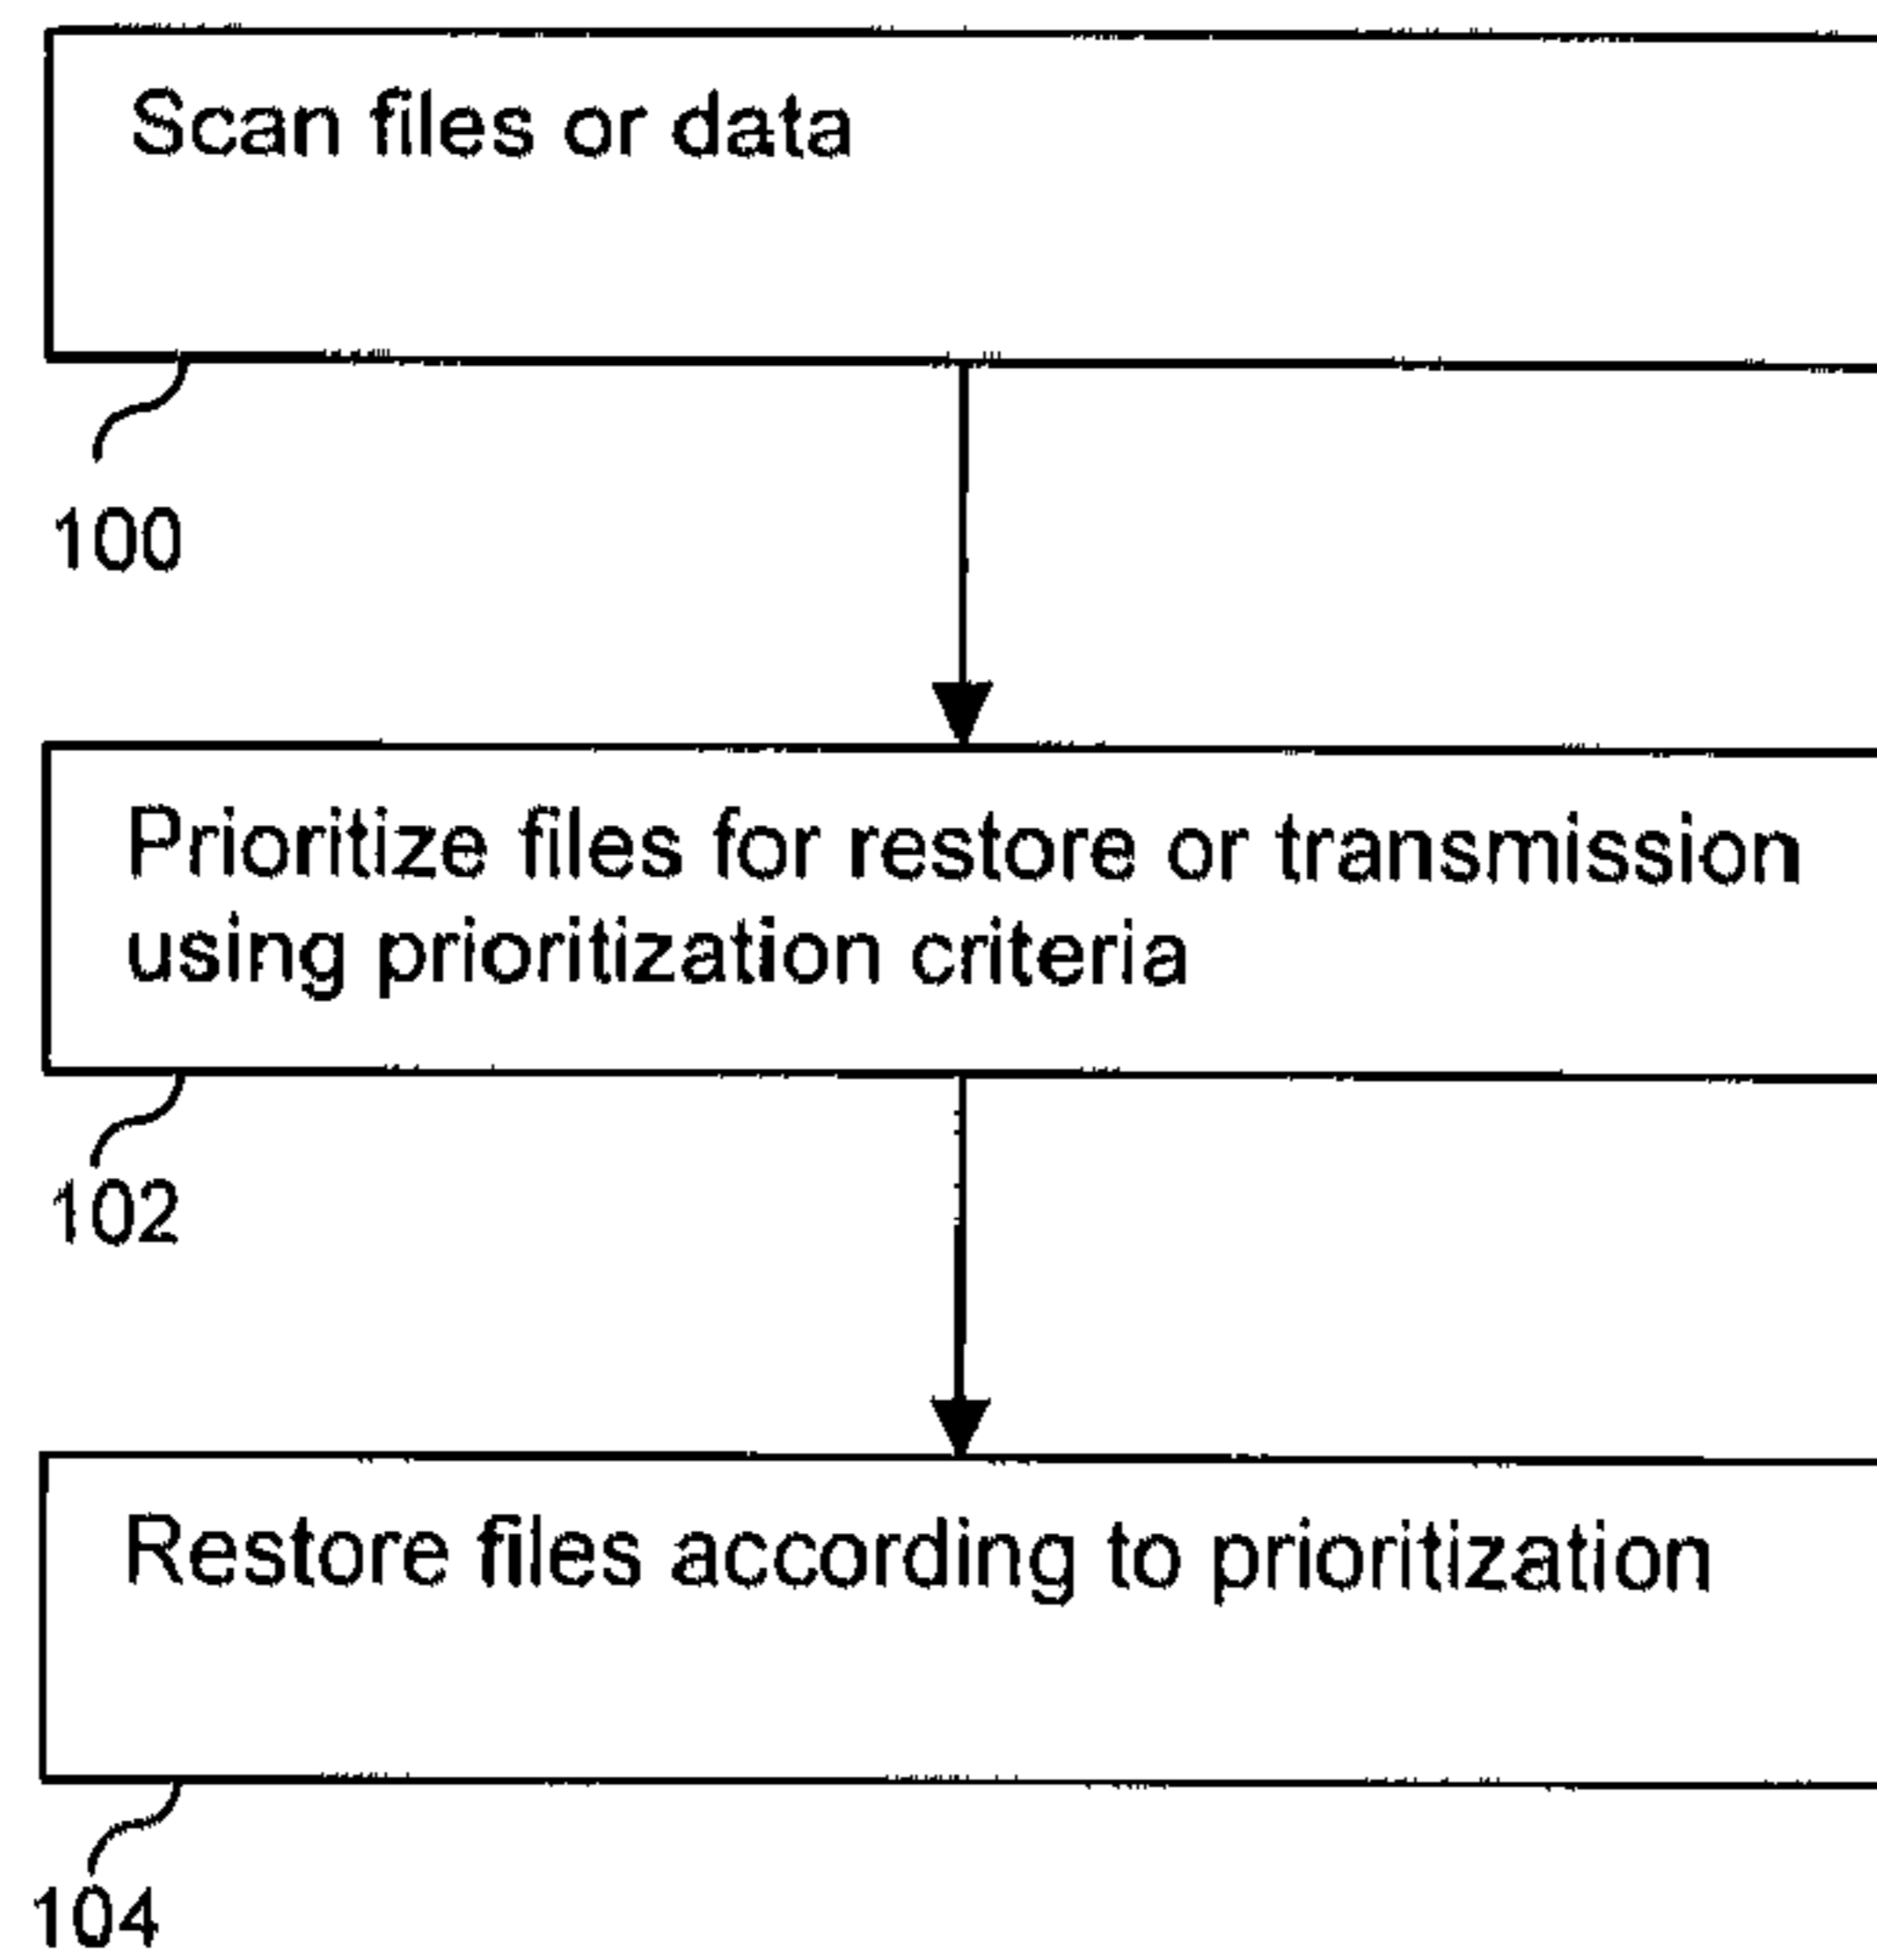 Scan files or data
100
Prioritize files for restore or transmission
using prioritization criteria
102
Restore files according to prioritization
104